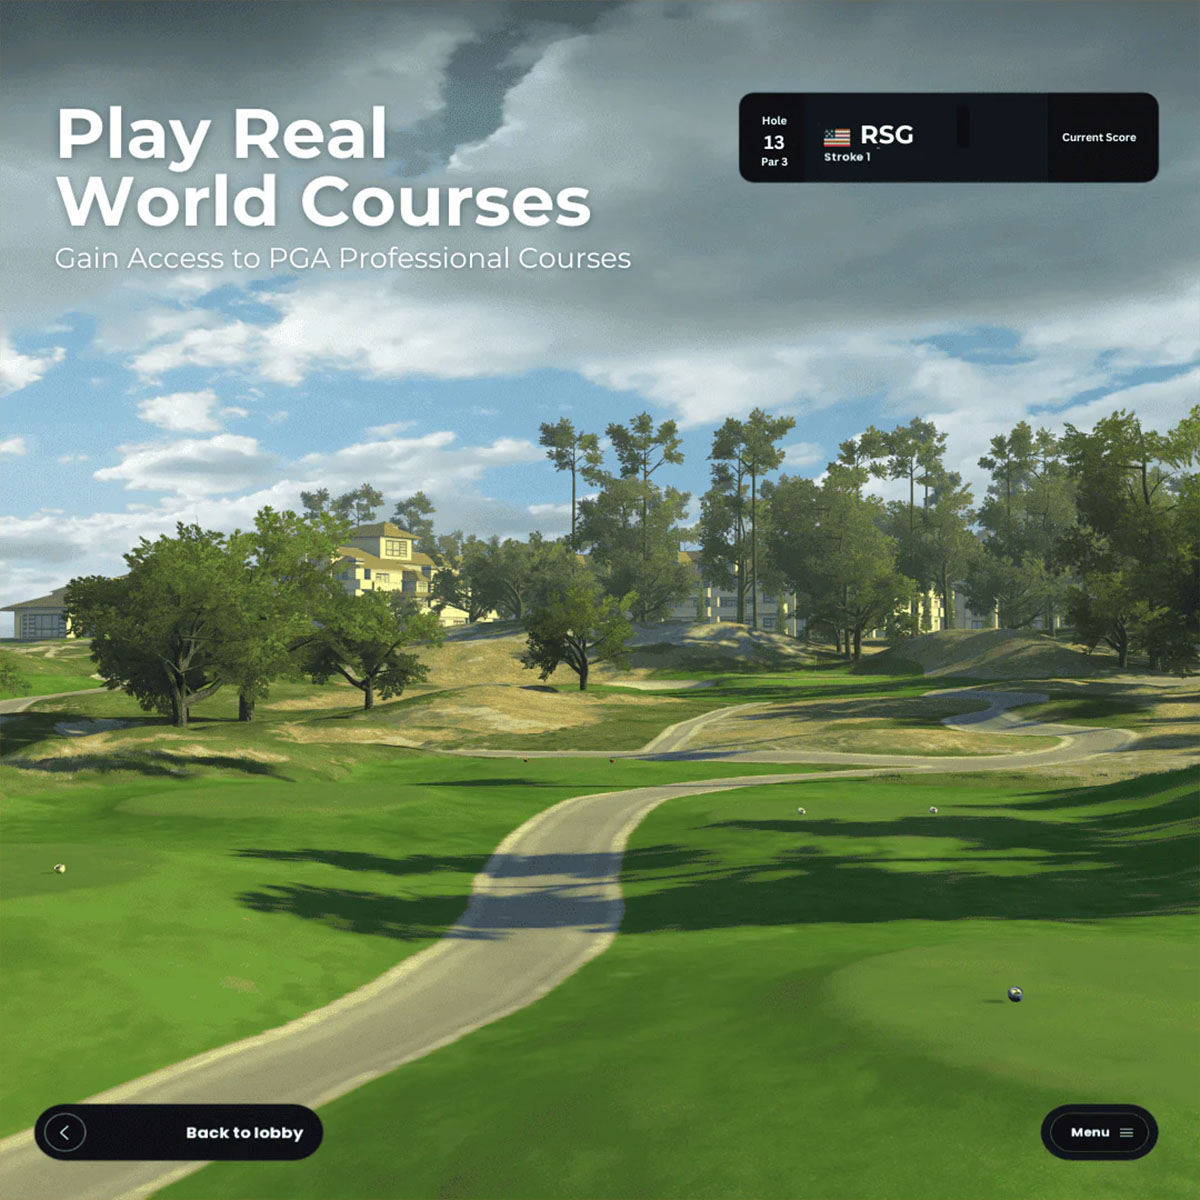 Play Real
World Courses
Gain Access to PGA Professional Courses
Hole
13
Par 3
RSG
Stroke 1
Current Score
Back to lobby
Menu